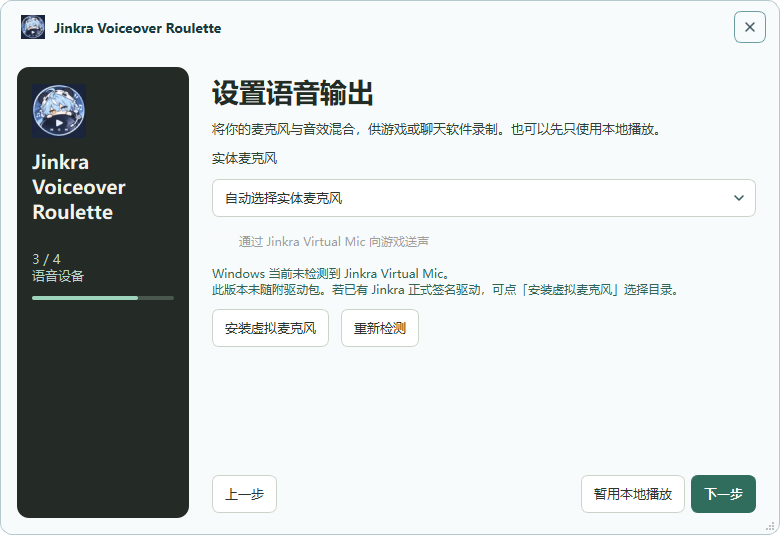 Jinkra Voiceover Roulette
Jinkra
Voiceover
Roulette
3 / 4
语音设备
设置语音输出
将你的麦克风与音效混合，供游戏或聊天软件录制。也可以先只使用本地播放。
实体麦克风
自动选择实体麦克风
通过 Jinkra Virtual Mic 向游戏送声
Windows 当前未检测到 Jinkra Virtual Mic。
此版本未随附驱动包。若已有 Jinkra 正式签名驱动，可点「安装虚拟麦克风」选择目录。
安装虚拟麦克风
重新检测
上一步
暂用本地播放
下一步